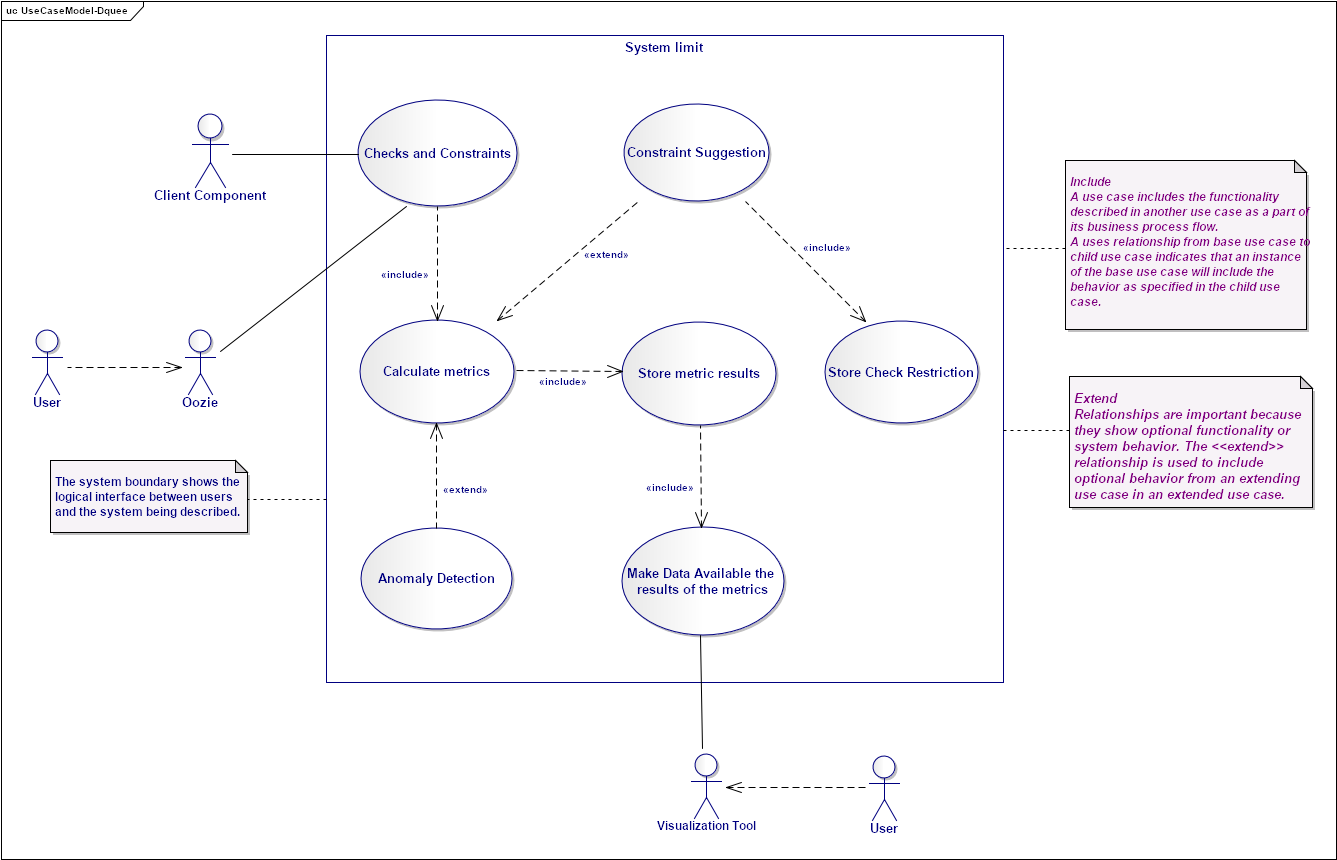 uc UseCaseModel-Dquee
System limit
Checks and Constraints
Constraint Suggestion
Client Component
«include»
«extend»
«include»
Include
A use case includes the functionality
described in another use case as a part of
its business process flow.
A uses relationship from base use case to
child use case indicates that an instance
of the base use case will include the
behavior as specified in the child use
case.
User
Oozie
Calculate metrics
«include»
Store metric results
Store Check Restriction
Extend
Relationships are important because
they show optional functionality or
system behavior. The <<extend>>
relationship is used to include
optional behavior from an extending
use case in an extended use case.
The system boundary shows the
logical interface between users
and the system being described.
«extend»
«include»
Anomaly Detection
Make Data Available the
results of the metrics
Visualization Tool
User